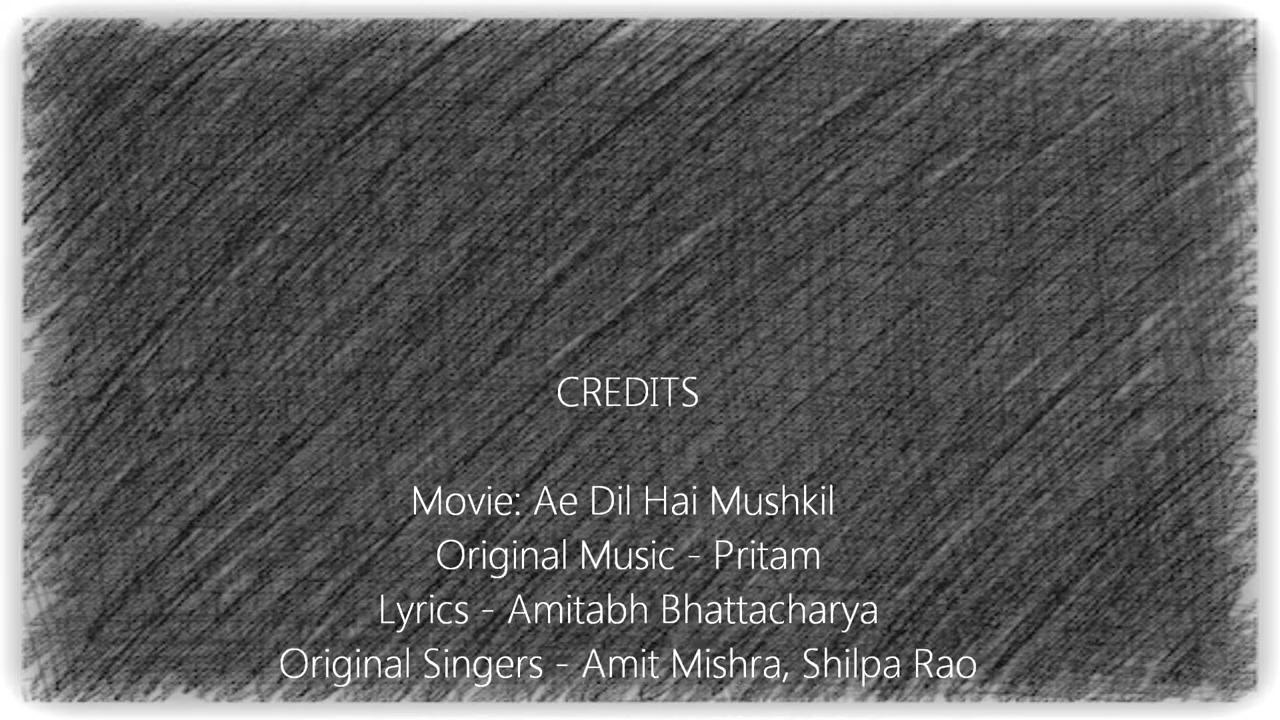 CREDITS
Movie: Ae Dil Hai Mushkil
Original Music - Pritam
Lyrics - Amitabh Bhattacharya
Original Singers - Amit Mishra, Shilpa Rao